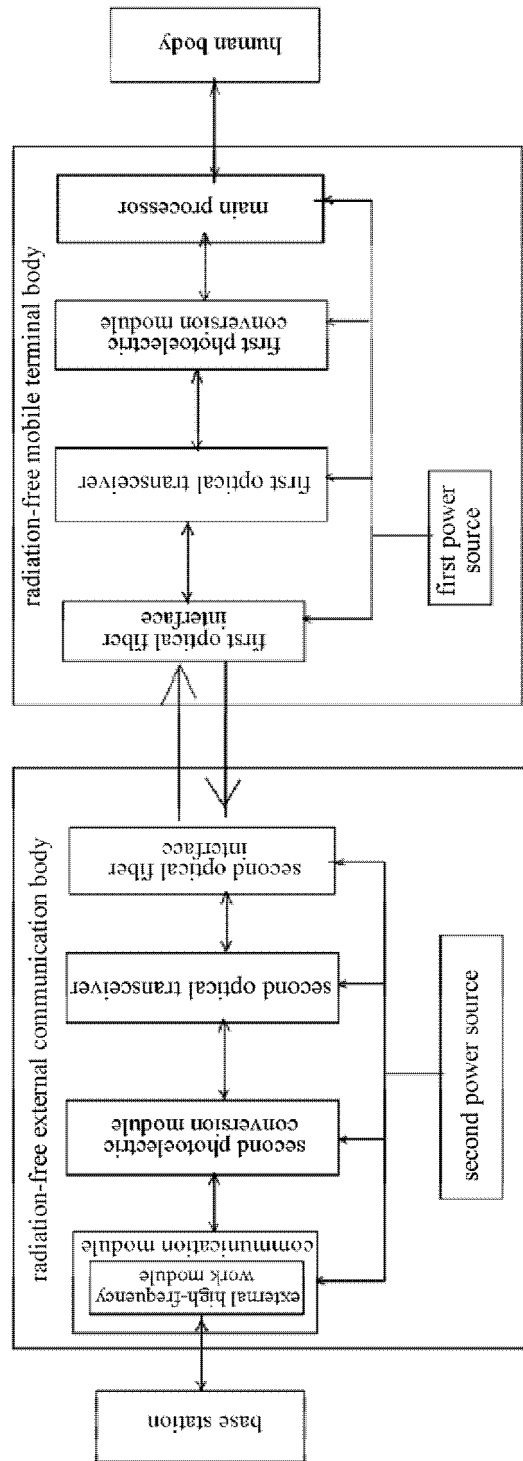 human body
radiation-free mobile terminal body
main processor
first photoelectric
conversion module
first optical transceiver
first optical fiber
interface
first power
source
radiation-free external communication body
second optical fiber
interface
second optical transceiver
second photoelectric
conversion module
communication module
external high-frequency
work module
second power source
base station